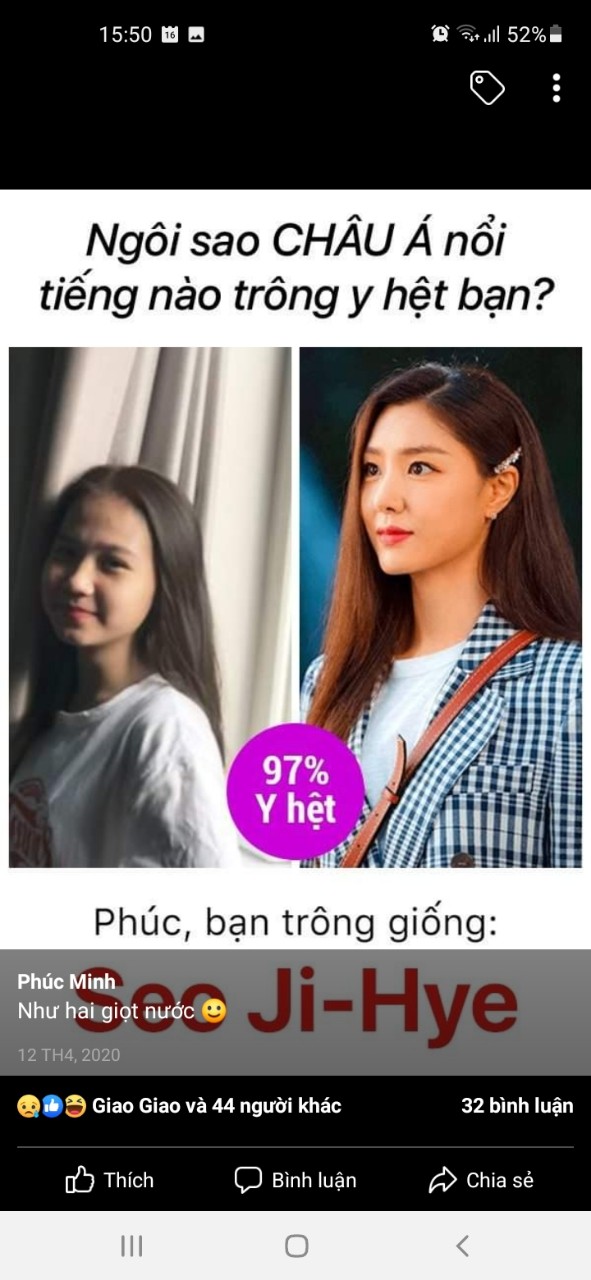 15:50 16 52%
Ngôi sao CHÂU Á nổi
tiếng nào trông y hệt bạn?
97%
Y hệt
Phúc, bạn trông giống:
Seo Ji-Hye
Phúc Minh
Như hai giọt nước 🙂
12 TH4, 2020
Giao Giao và 44 người khác
32 bình luận
Thích
Bình luận
Chia sẻ